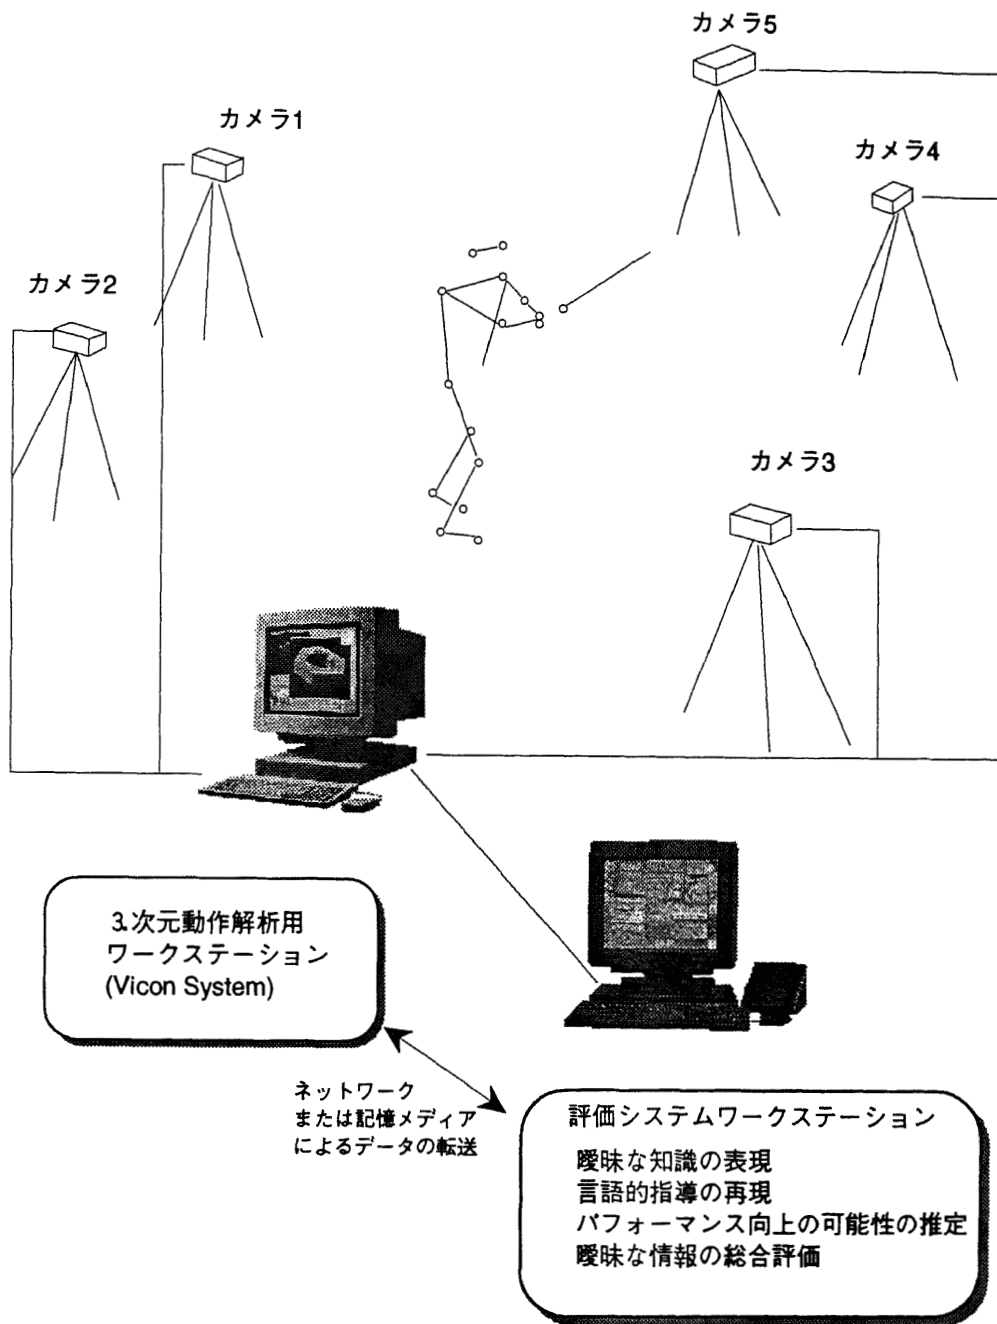 カメラ5
カメラ1
カメラ4
カメラ2
カメラ3
3.次元動作解析用
ワークステーション
(Vicon System)
ネットワーク
または記憶メディア
によるデータの転送
評価システムワークステーション
曖昧な知識の表現
言語的指導の再現
パフォーマンス向上の可能性の推定
曖昧な情報の総合評価